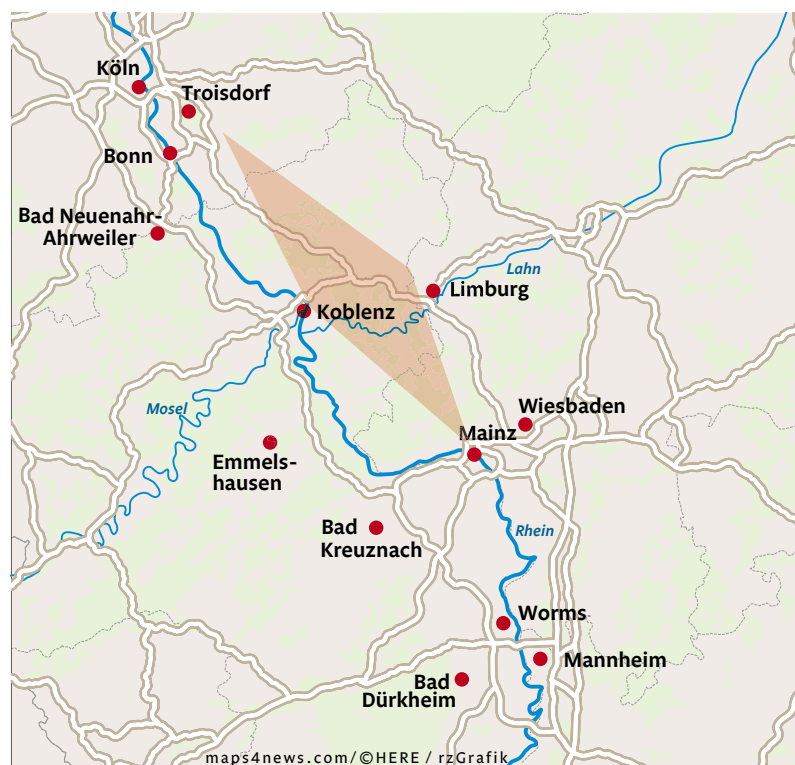 Köln
Troisdorf
Bonn
Bad Neuenahr-
Ahrweiler
Lahn
Limburg
Koblenz
Mosel
Wiesbaden
Mainz
Emmels-
hausen
Bad
Kreuznach
Rhein
Worms
Mannheim
Bad
Dürkheim
maps4news.com/©HERE / rzGrafik